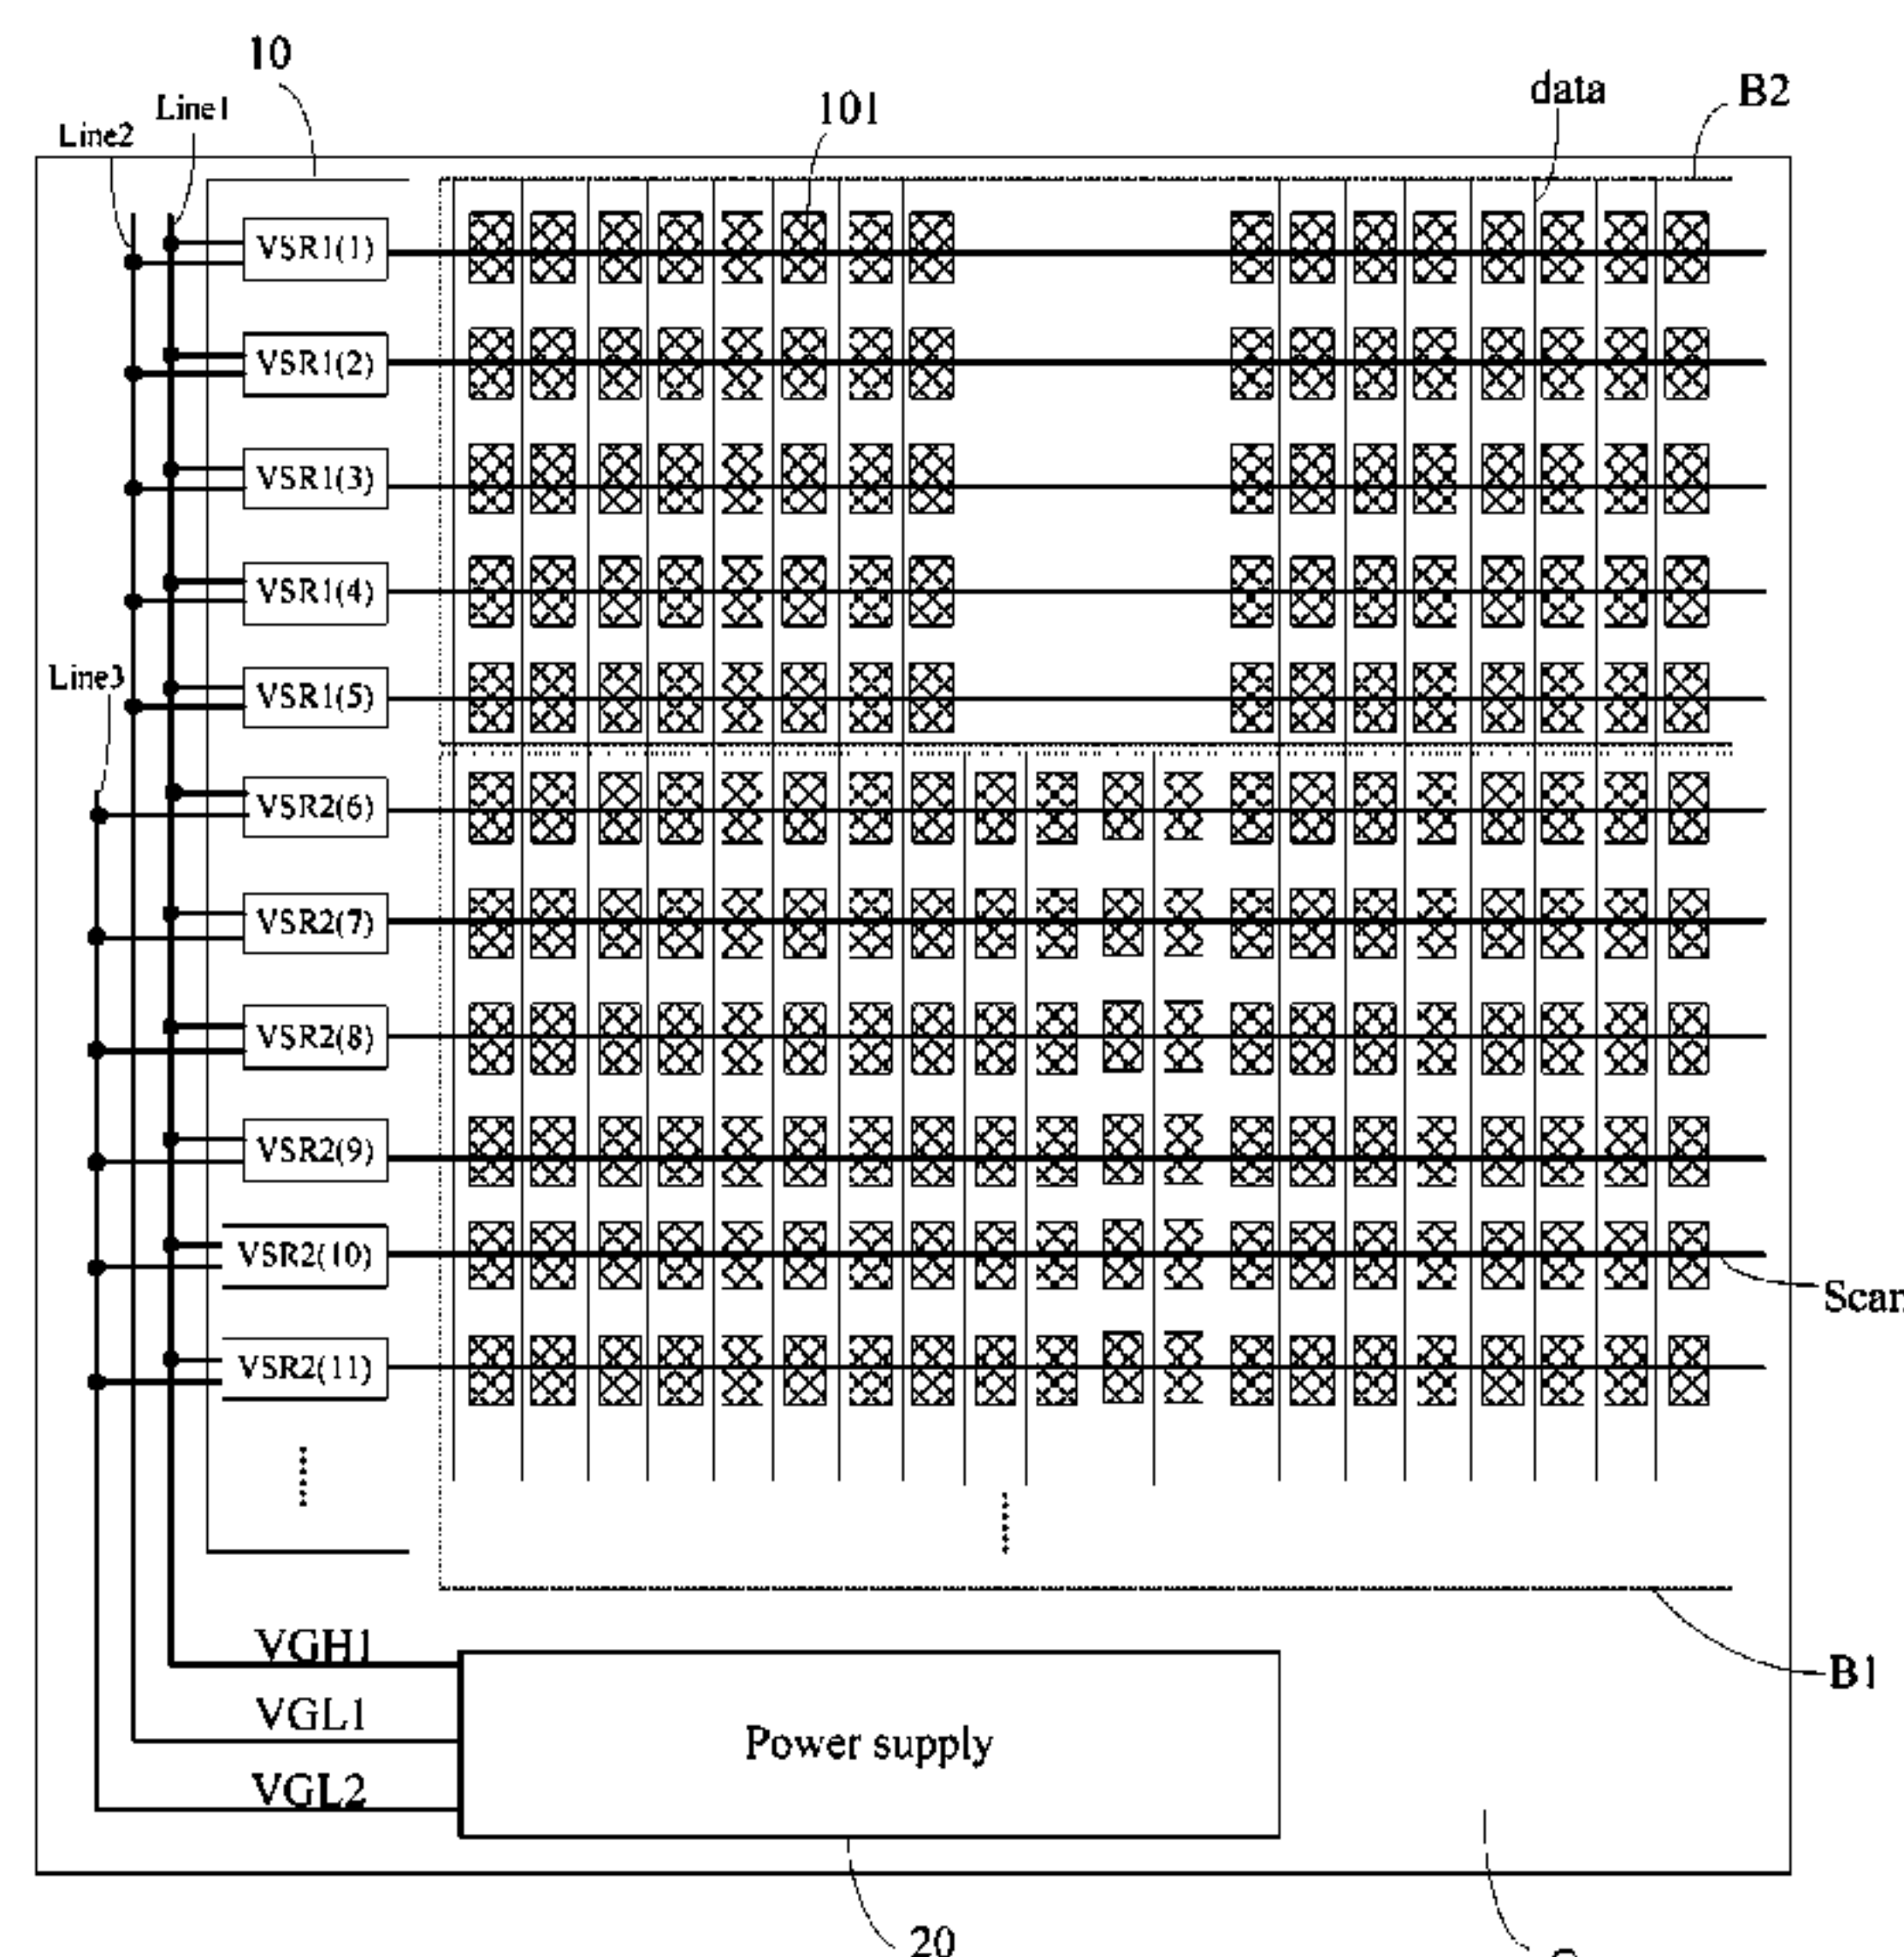 10
Line1
Line2
101
data
B2
VSR1(1)
VSR1(2)
VSR1(3)
VSR1(4)
VSR1(5)
Line3
VSR2(6)
VSR2(7)
VSR2(8)
VSR2(9)
VSR2(10)
Scan
VSR2(11)
VGH1
B1
VGL1
Power supply
VGL2
20